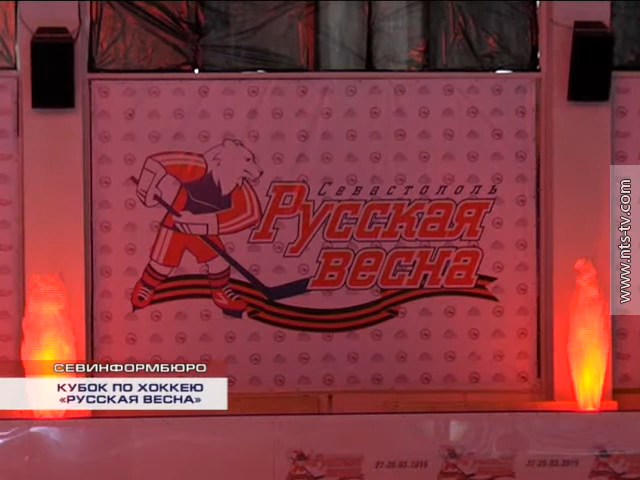 Севастополь
Русская
весна
www.nts-tv.com
СЕВИНФОРМБЮРО
КУБОК ПО ХОККЕЮ
«РУССКАЯ ВЕСНА»